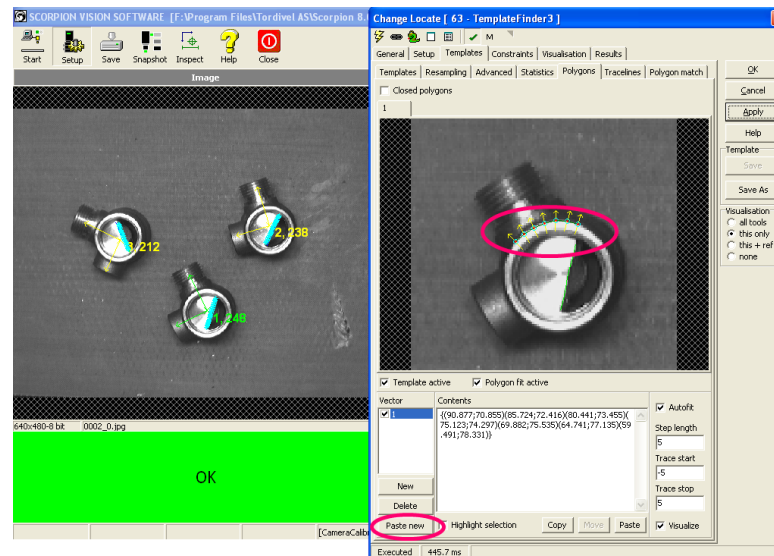 SCORPION VISION SOFTWARE [F:\Program Files\Tordivel AS\Scorpion 8.
Start Setup Save Snapshot Inspect Help Close
Image
3, 212
2, 238
1, 248
640x480-8 bit 0002_0.jpg
OK
[CameraCalib
Change Locate [ 63 - TemplateFinder3 ]
M
General Setup Templates Constraints Visualisation Results
Templates Resampling Advanced Statistics Polygons Tracelines Polygon match
Closed polygons
1
Template active Polygon fit active
Vector Contents
1
{(90.877;70.855)(85.724;72.416)(80.441;73.455)(
75.123;74.297)(69.882;75.535)(64.741;77.135)(59
.491;78.331)}
Autofit
Step length
5
Trace start
-5
Trace stop
5
Visualize
New
Delete
Paste new Highlight selection Copy Move Paste
Executed 445.7 ms
OK
Cancel
Apply
Help
Template
Save
Save As
Visualisation
all tools
this only
this + ref
none